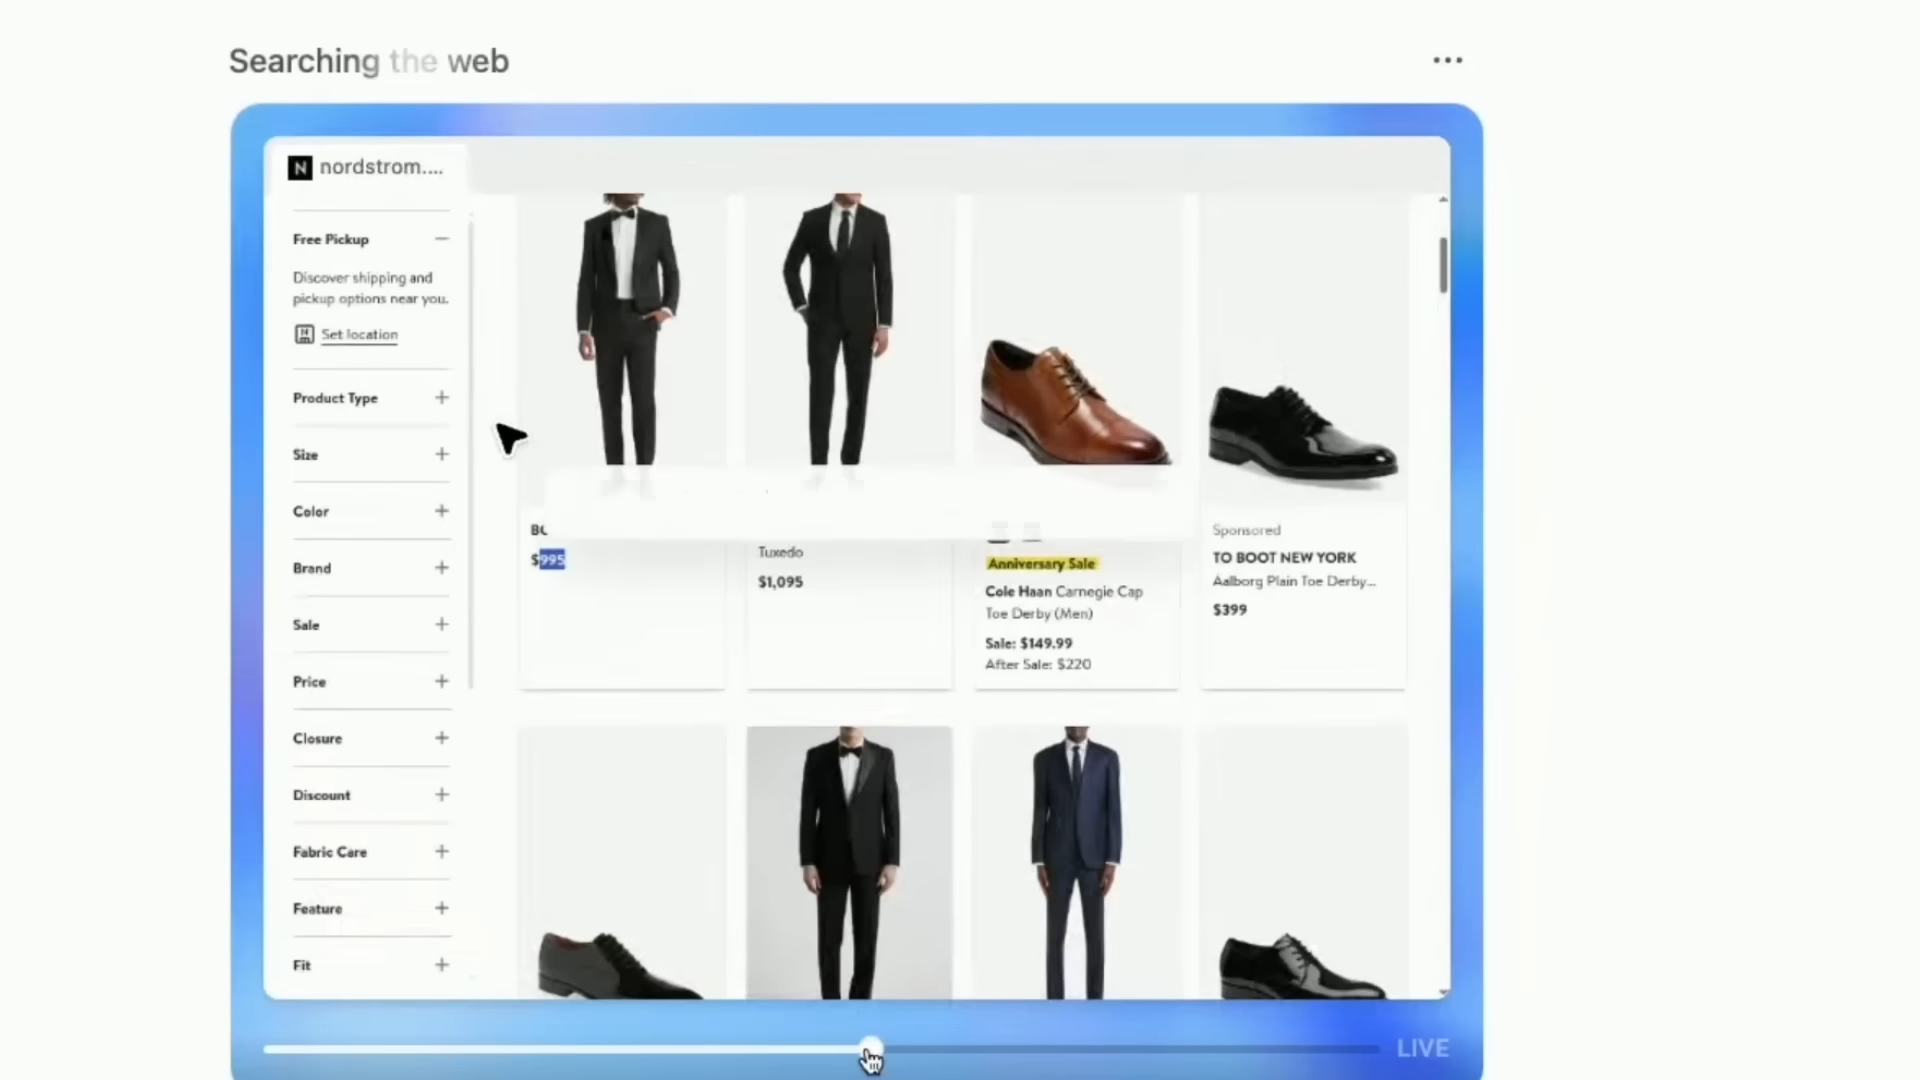 Searching the web
N nordstrom....
Free Pickup
Discover shipping and
pickup options near you.
Set location
Product Type
Size
Color
Brand
Sale
Price
Closure
Discount
Fabric Care
Feature
Fit
$995
Tuxedo
$1,095
Anniversary Sale
Cole Haan Carnegie Cap
Toe Derby (Men)
Sale: $149.99
After Sale: $220
Sponsored
TO BOOT NEW YORK
Aalborg Plain Toe Derby...
$399
LIVE